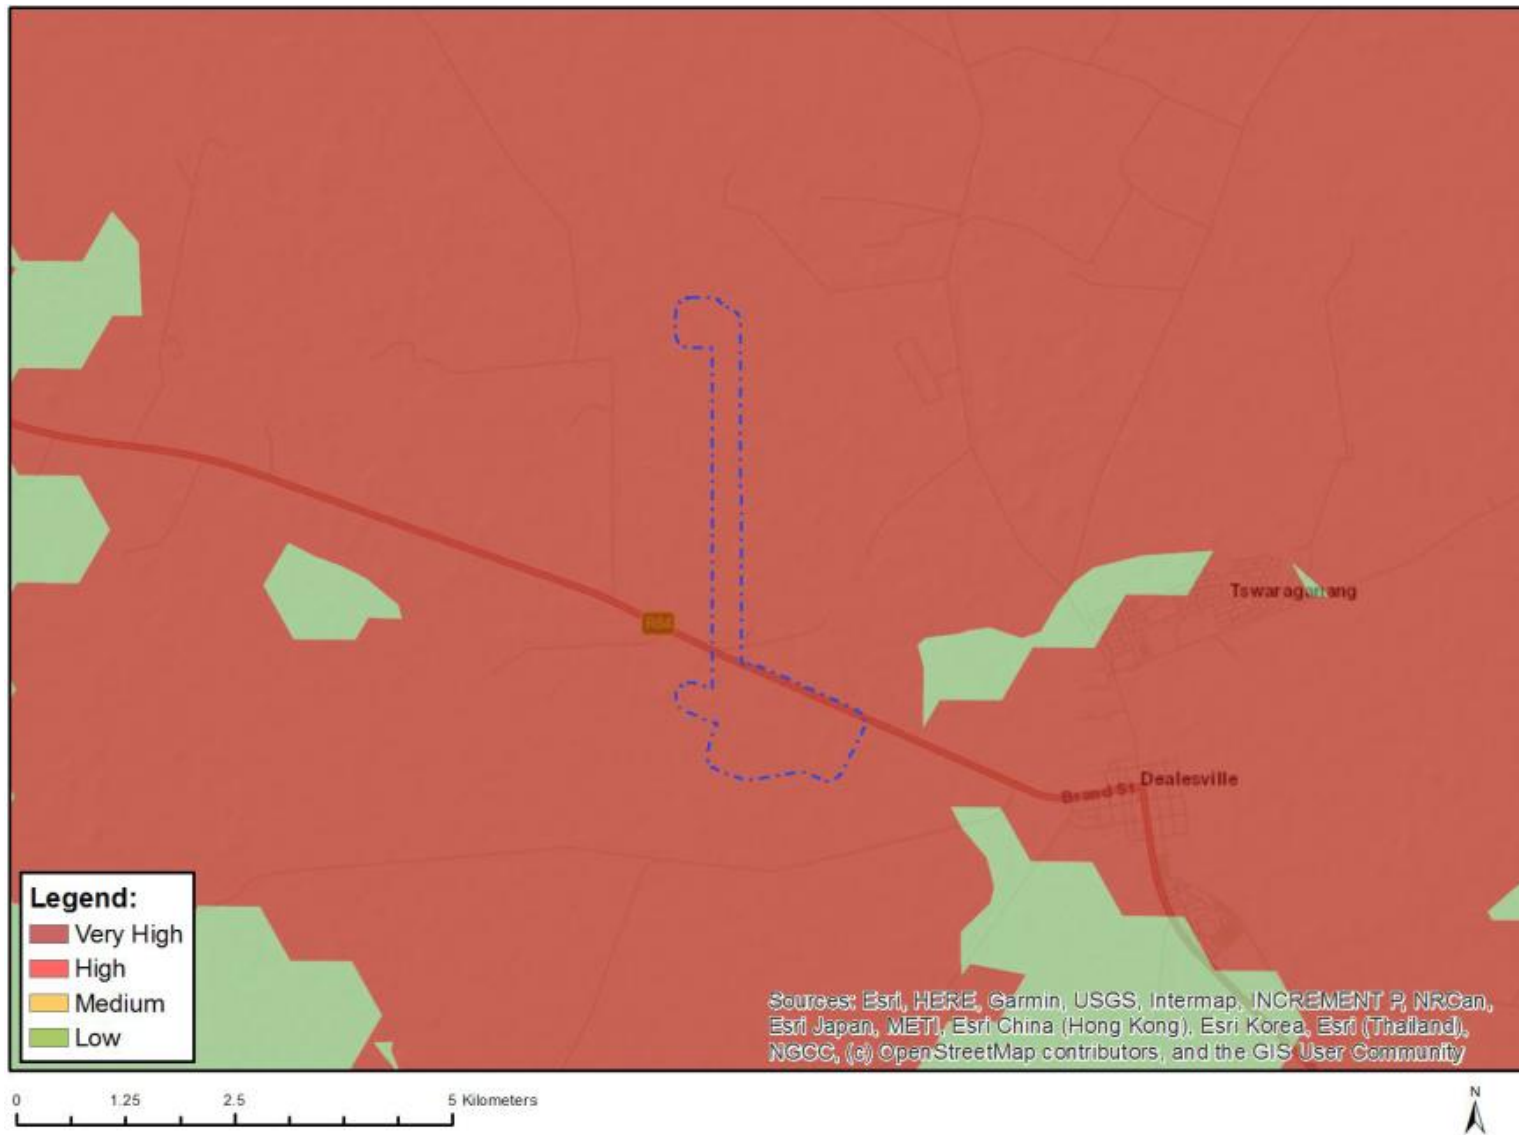 R64
Tswaraganang
Dealesville
Brand St
Legend:
Very High
High
Medium
Low
Sources: Esri, HERE, Garmin, USGS, Intermap, INCREMENT P, NRCan,
Esri Japan, METI, Esri China (Hong Kong), Esri Korea, Esri (Thailand),
NGCC, (c) OpenStreetMap contributors, and the GIS User Community
0 1.25 2.5 5 Kilometers
N